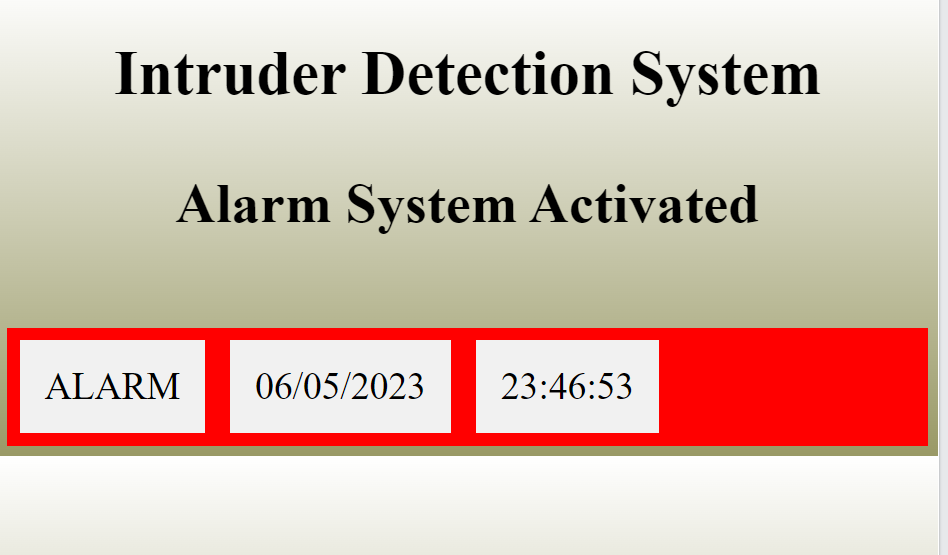 Intruder Detection System
Alarm System Activated
ALARM 06/05/2023 23:46:53